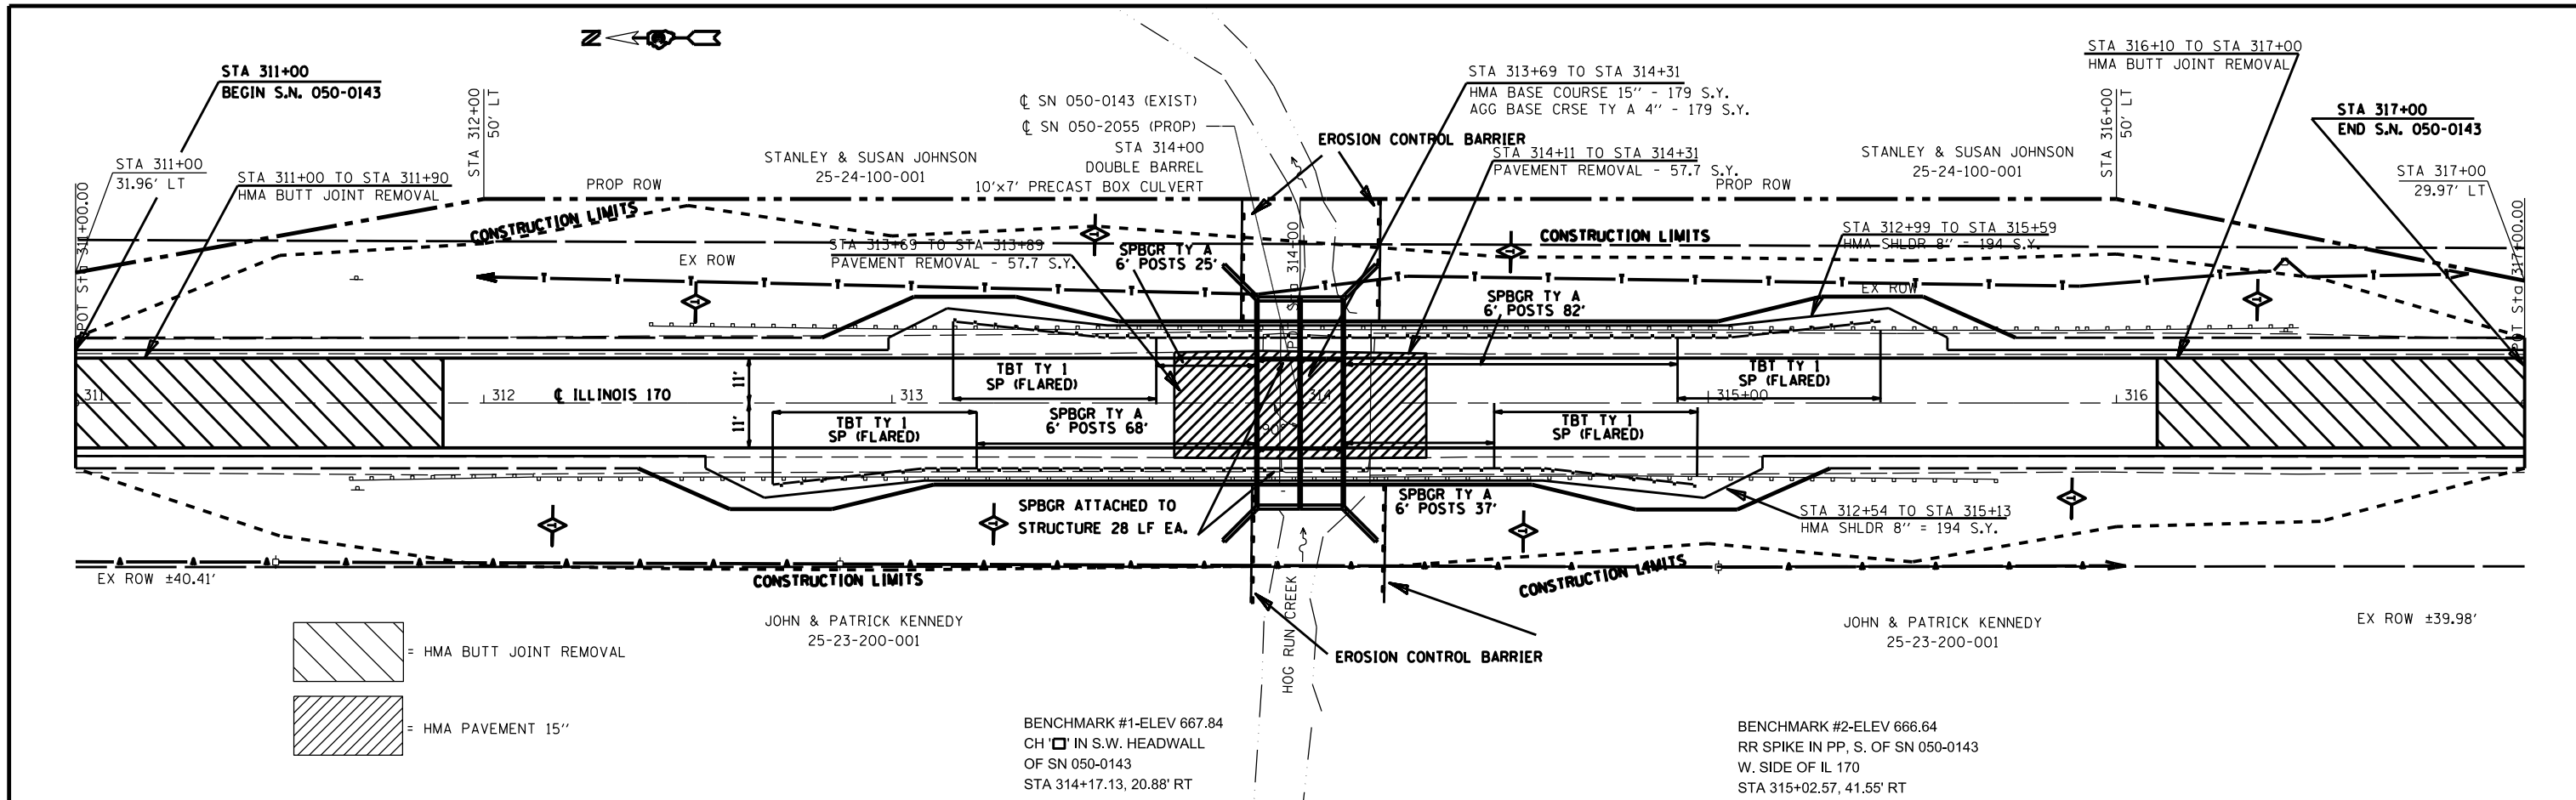 N
STA 311+00
BEGIN S.N. 050-0143
STA 311+00
31.96' LT
STA 311+00 TO STA 311+90
HMA BUTT JOINT REMOVAL
POT Sta 311+00.00
STA 312+00
50' LT
PROP ROW
CONSTRUCTION LIMITS
STANLEY & SUSAN JOHNSON
25-24-100-001
℄ SN 050-0143 (EXIST)
℄ SN 050-2055 (PROP)
STA 314+00
DOUBLE BARREL
10'x7' PRECAST BOX CULVERT
EROSION CONTROL BARRIER
STA 313+69 TO STA 314+31
HMA BASE COURSE 15'' - 179 S.Y.
AGG BASE CRSE TY A 4'' - 179 S.Y.
STA 314+11 TO STA 314+31
PAVEMENT REMOVAL - 57.7 S.Y.
PROP ROW
STANLEY & SUSAN JOHNSON
25-24-100-001
STA 316+10 TO STA 317+00
HMA BUTT JOINT REMOVAL
STA 316+00
50' LT
STA 317+00
END S.N. 050-0143
STA 317+00
29.97' LT
POT Sta 317+00.00
EX ROW
STA 313+69 TO STA 313+89
PAVEMENT REMOVAL - 57.7 S.Y.
SPBGR TY A
6' POSTS 25'
314+00
CONSTRUCTION LIMITS
STA 312+99 TO STA 315+59
HMA SHLDR 8'' - 194 S.Y.
SPBGR TY A
6' POSTS 82'
EX ROW
TBT TY 1
SP (FLARED)
TBT TY 1
SP (FLARED)
311
312
℄ ILLINOIS 170
11'
11'
313
314
315+00
316
TBT TY 1
SP (FLARED)
SPBGR TY A
6' POSTS 68'
TBT TY 1
SP (FLARED)
SPBGR ATTACHED TO
STRUCTURE 28 LF EA.
SPBGR TY A
6' POSTS 37'
STA 312+54 TO STA 315+13
HMA SHLDR 8'' = 194 S.Y.
EX ROW ±40.41'
CONSTRUCTION LIMITS
CONSTRUCTION LIMITS
HOG RUN CREEK
JOHN & PATRICK KENNEDY
25-23-200-001
EROSION CONTROL BARRIER
JOHN & PATRICK KENNEDY
25-23-200-001
EX ROW ±39.98'
= HMA BUTT JOINT REMOVAL
= HMA PAVEMENT 15''
BENCHMARK #1-ELEV 667.84
CH '□' IN S.W. HEADWALL
OF SN 050-0143
STA 314+17.13, 20.88' RT
BENCHMARK #2-ELEV 666.64
RR SPIKE IN PP, S. OF SN 050-0143
W. SIDE OF IL 170
STA 315+02.57, 41.55' RT